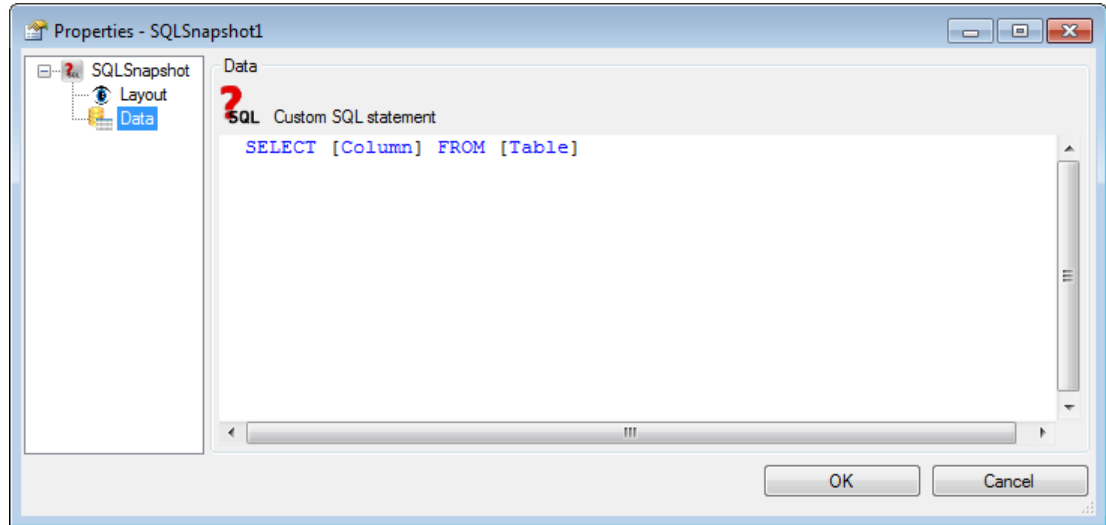 Properties - SQLSnapshot1
SQLSnapshot
Layout
Data
Data
SQL Custom SQL statement
SELECT [Column] FROM [Table]
OK
Cancel